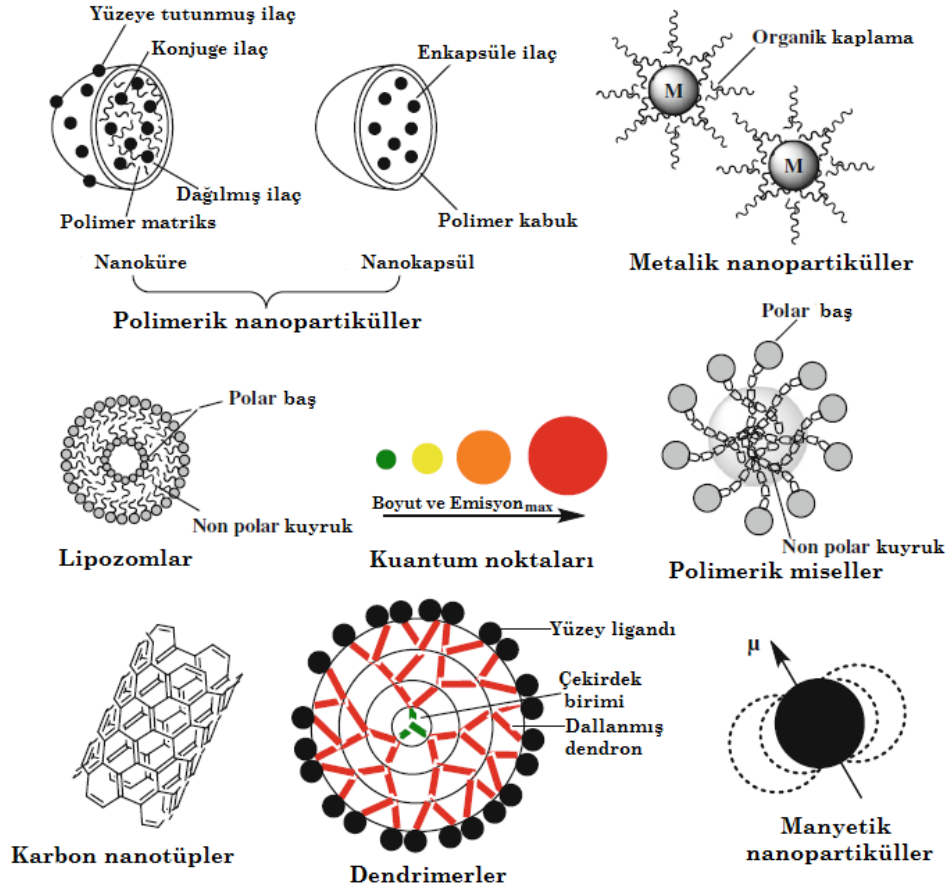 Yüzeye tutunmuş ilaç
Konjuge ilaç
Dağılmış ilaç
Polimer matriks
Nanoküre
Enkapsüle ilaç
Polimer kabuk
Nanokapsül
Polimerik nanopartiküller
Organik kaplama
M
M
Metalik nanopartiküller
Polar baş
Non polar kuyruk
Lipozomlar
Boyut ve Emisyon max
Kuantum noktaları
Polar baş
Non polar kuyruk
Polimerik miseller
Karbon nanotüpler
Yüzey ligandı
Çekirdek
birimi
Dallanmış
dendron
Dendrimerler
μ
Manyetik
nanopartiküller